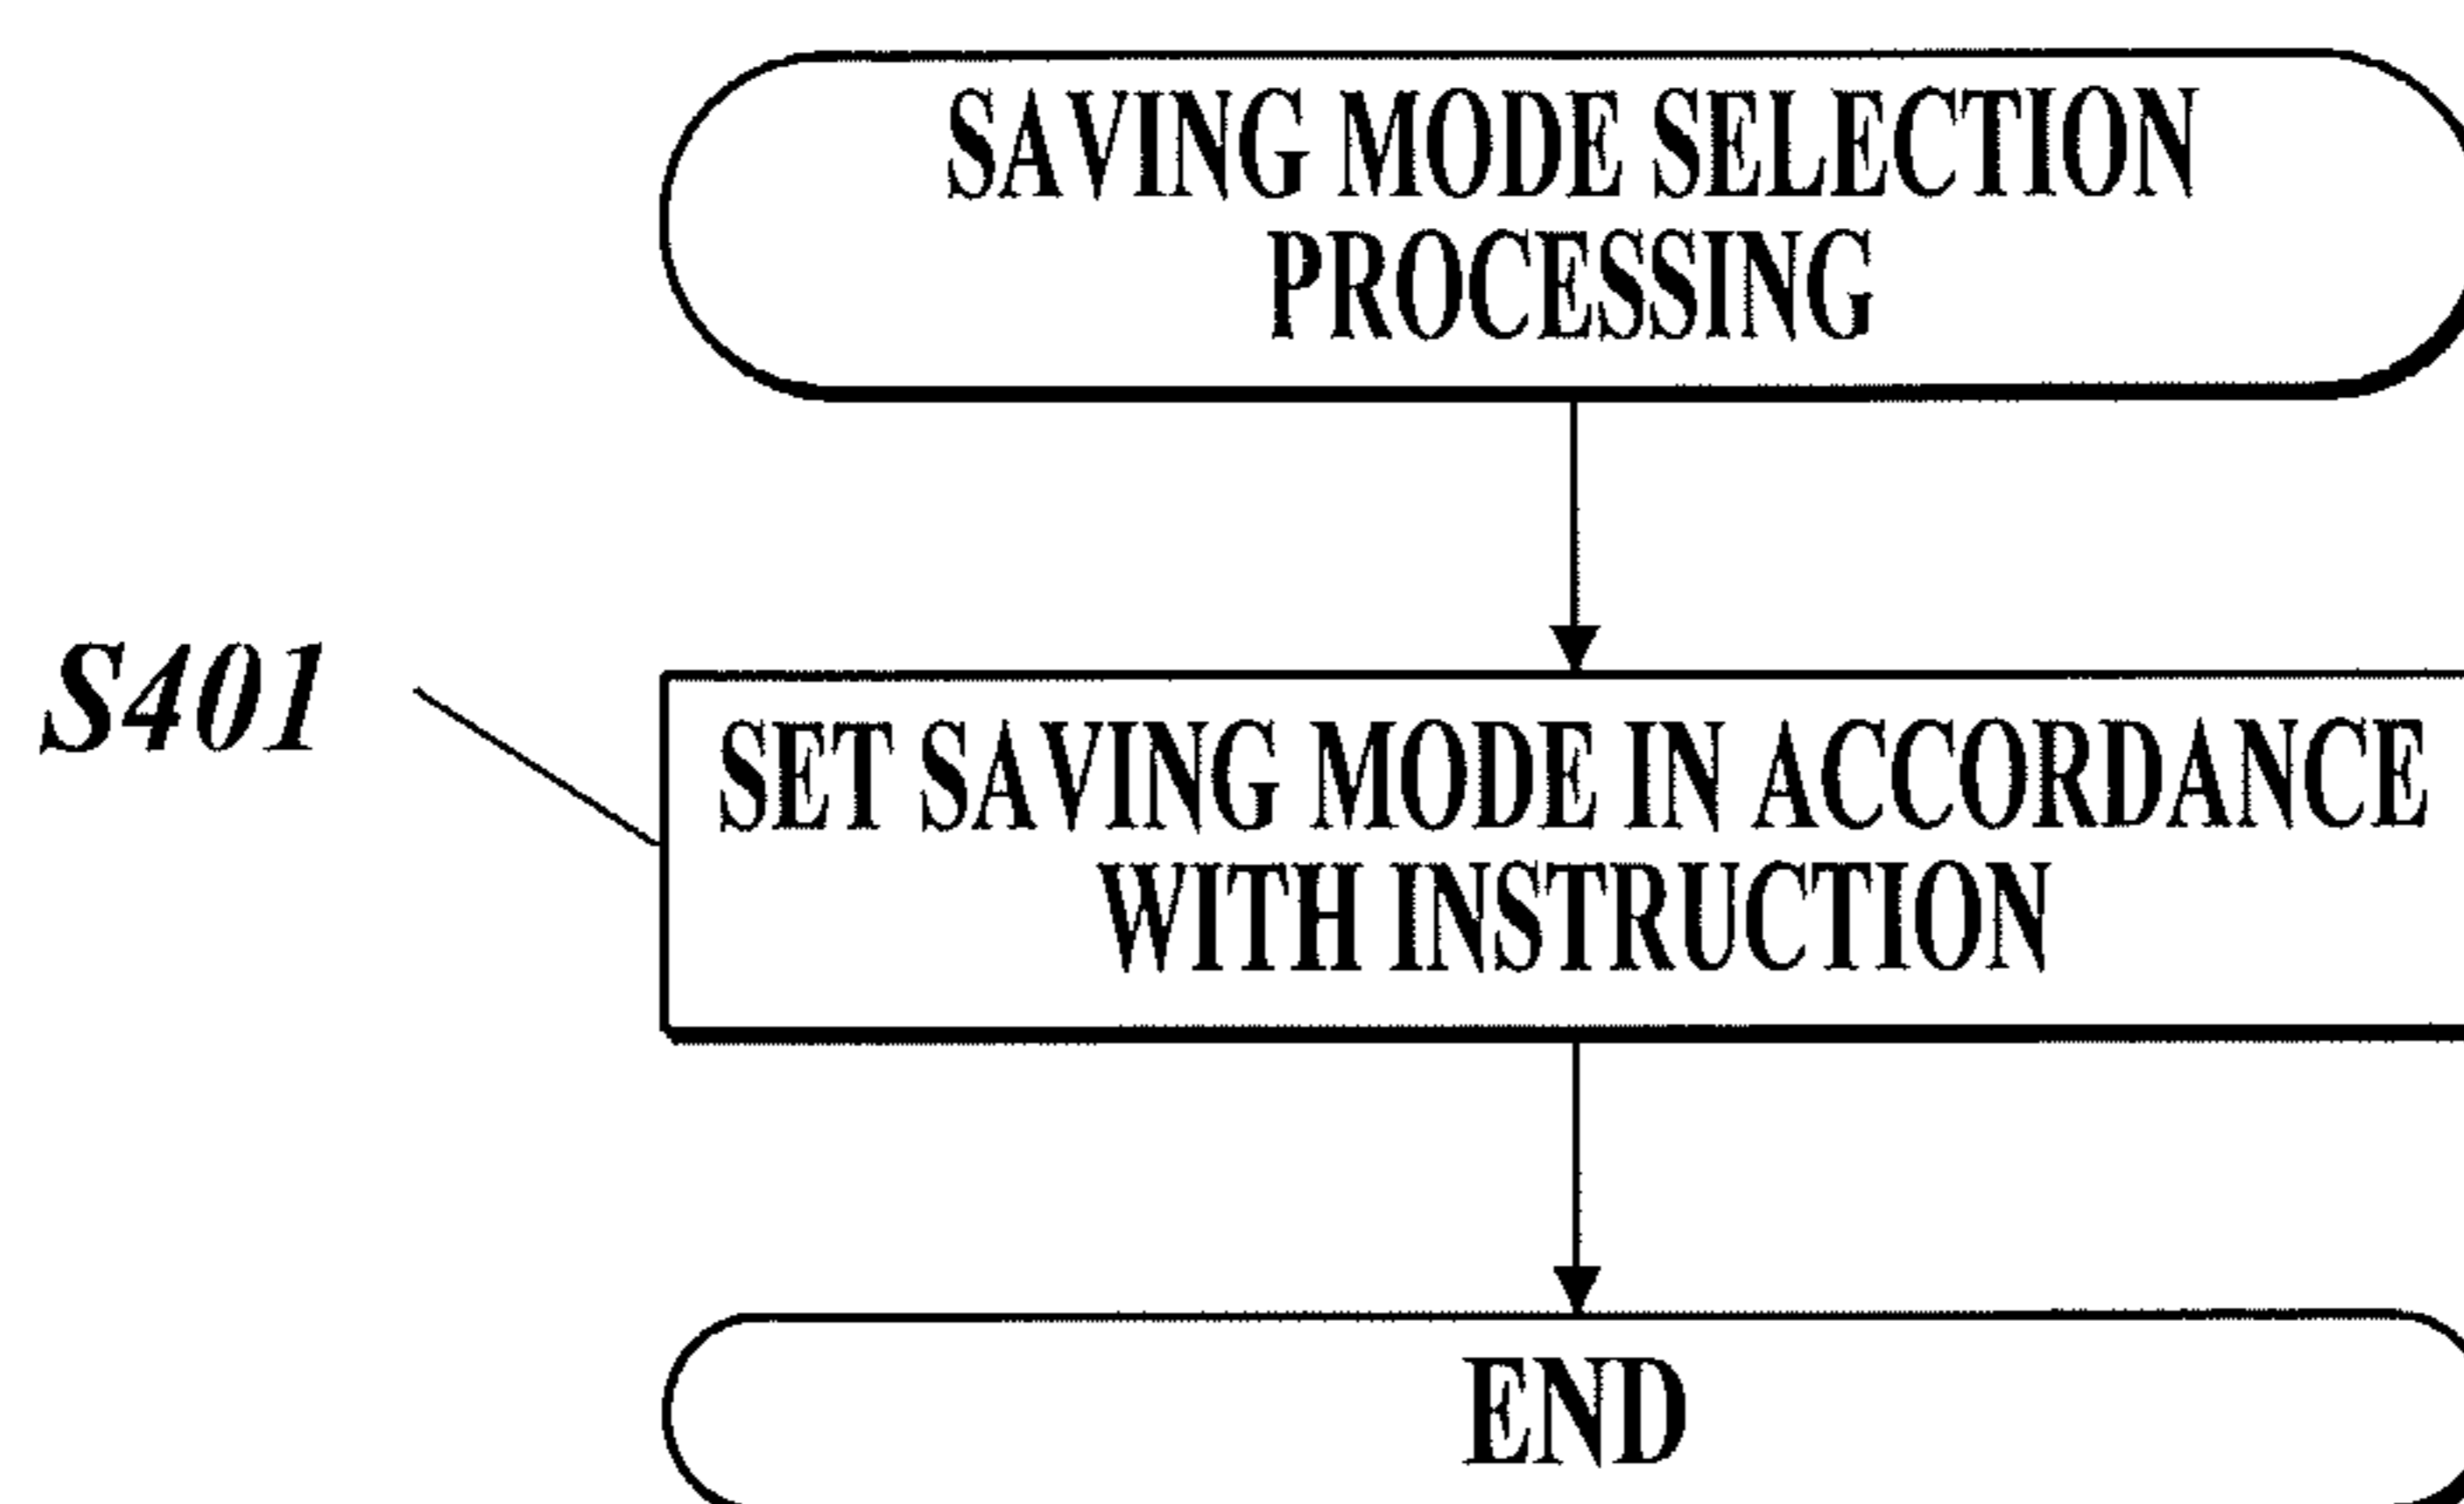 SAVING MODE SELECTION
PROCESSING
S401
SET SAVING MODE IN ACCORDANCE
WITH INSTRUCTION
END